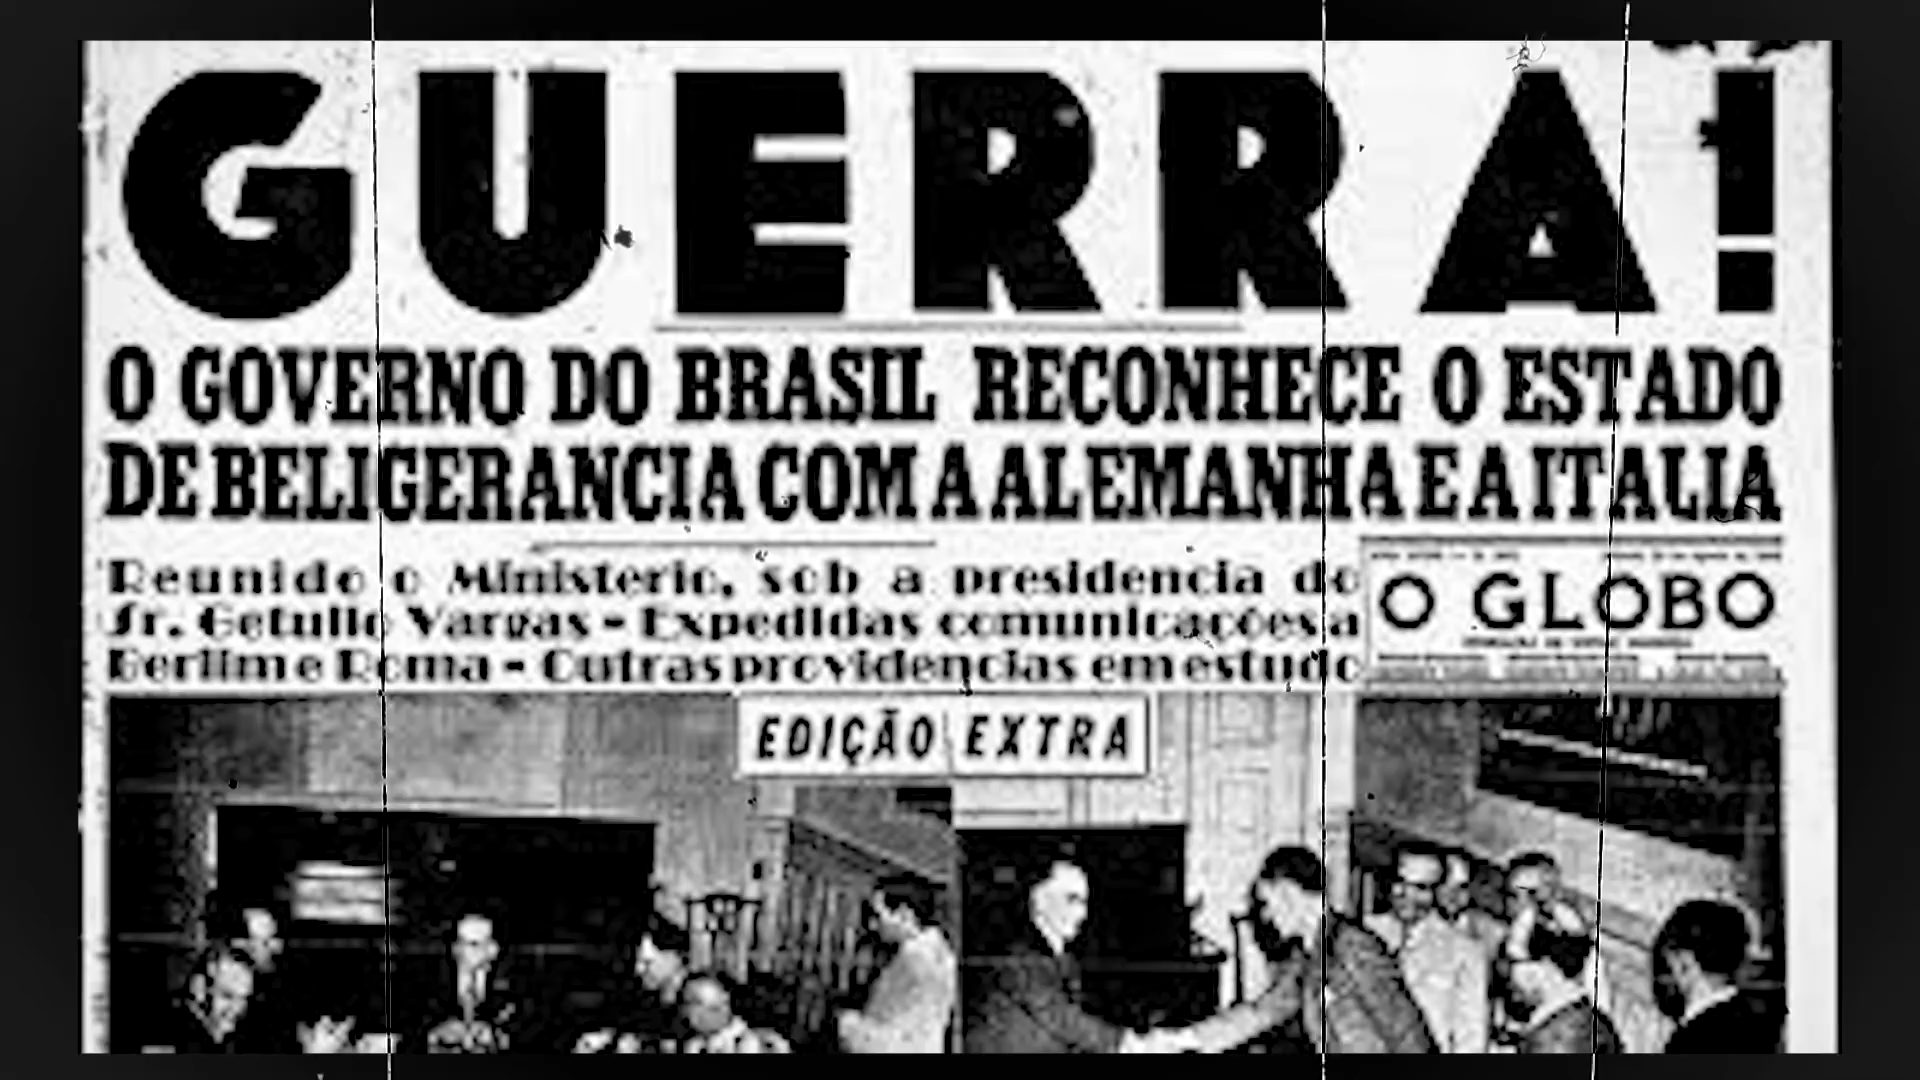 GUERRA!
O GOVERNO DO BRASIL RECONHECE O ESTADO
DE BELIGERANCIA COM A ALEMANHA E A ITALIA
Reunido o Ministerio, sob a presidencia do
Sr. Getulio Vargas - Expedidas comunicações a
Berlim e Roma - Outras providencias em estudo
O GLOBO
EDIÇÃO EXTRA